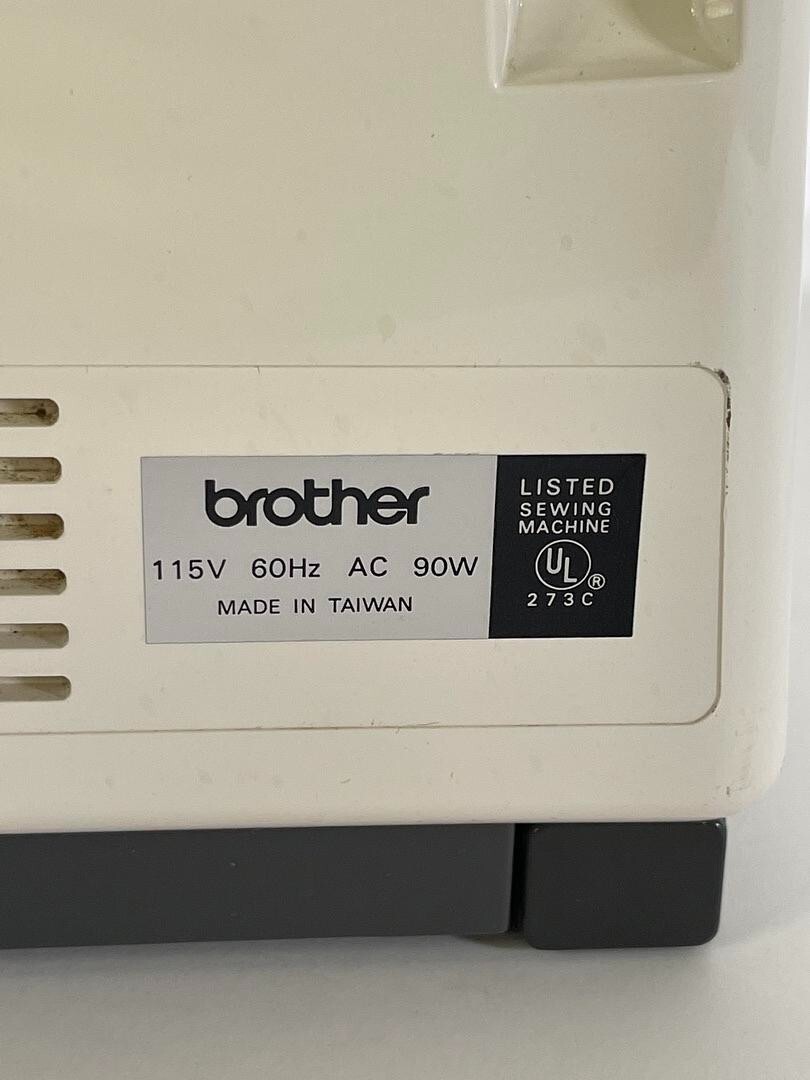 brother
115V 60Hz AC 90W
MADE IN TAIWAN
LISTED
SEWING
MACHINE
UL®
273C